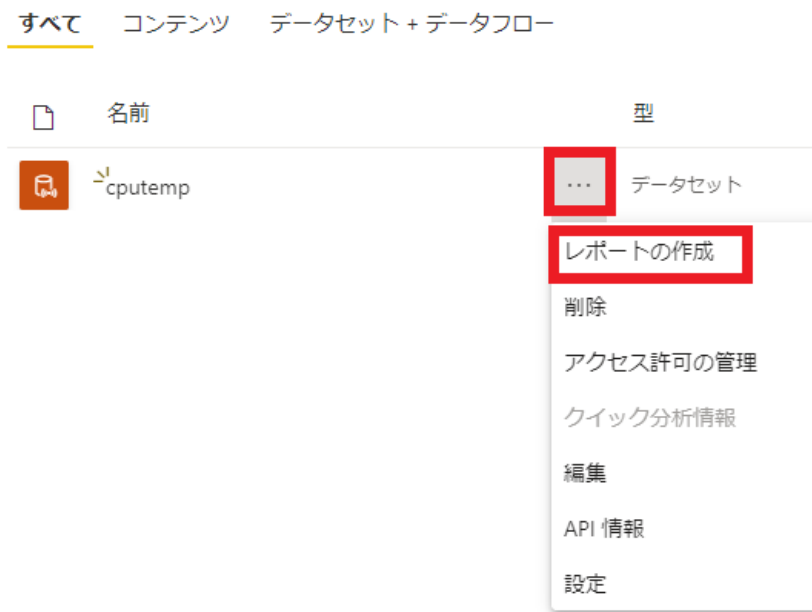 すべて コンテンツ データセット + データフロー
名前 型
cputemp ... データセット
レポートの作成
削除
アクセス許可の管理
クイック分析情報
編集
API 情報
設定